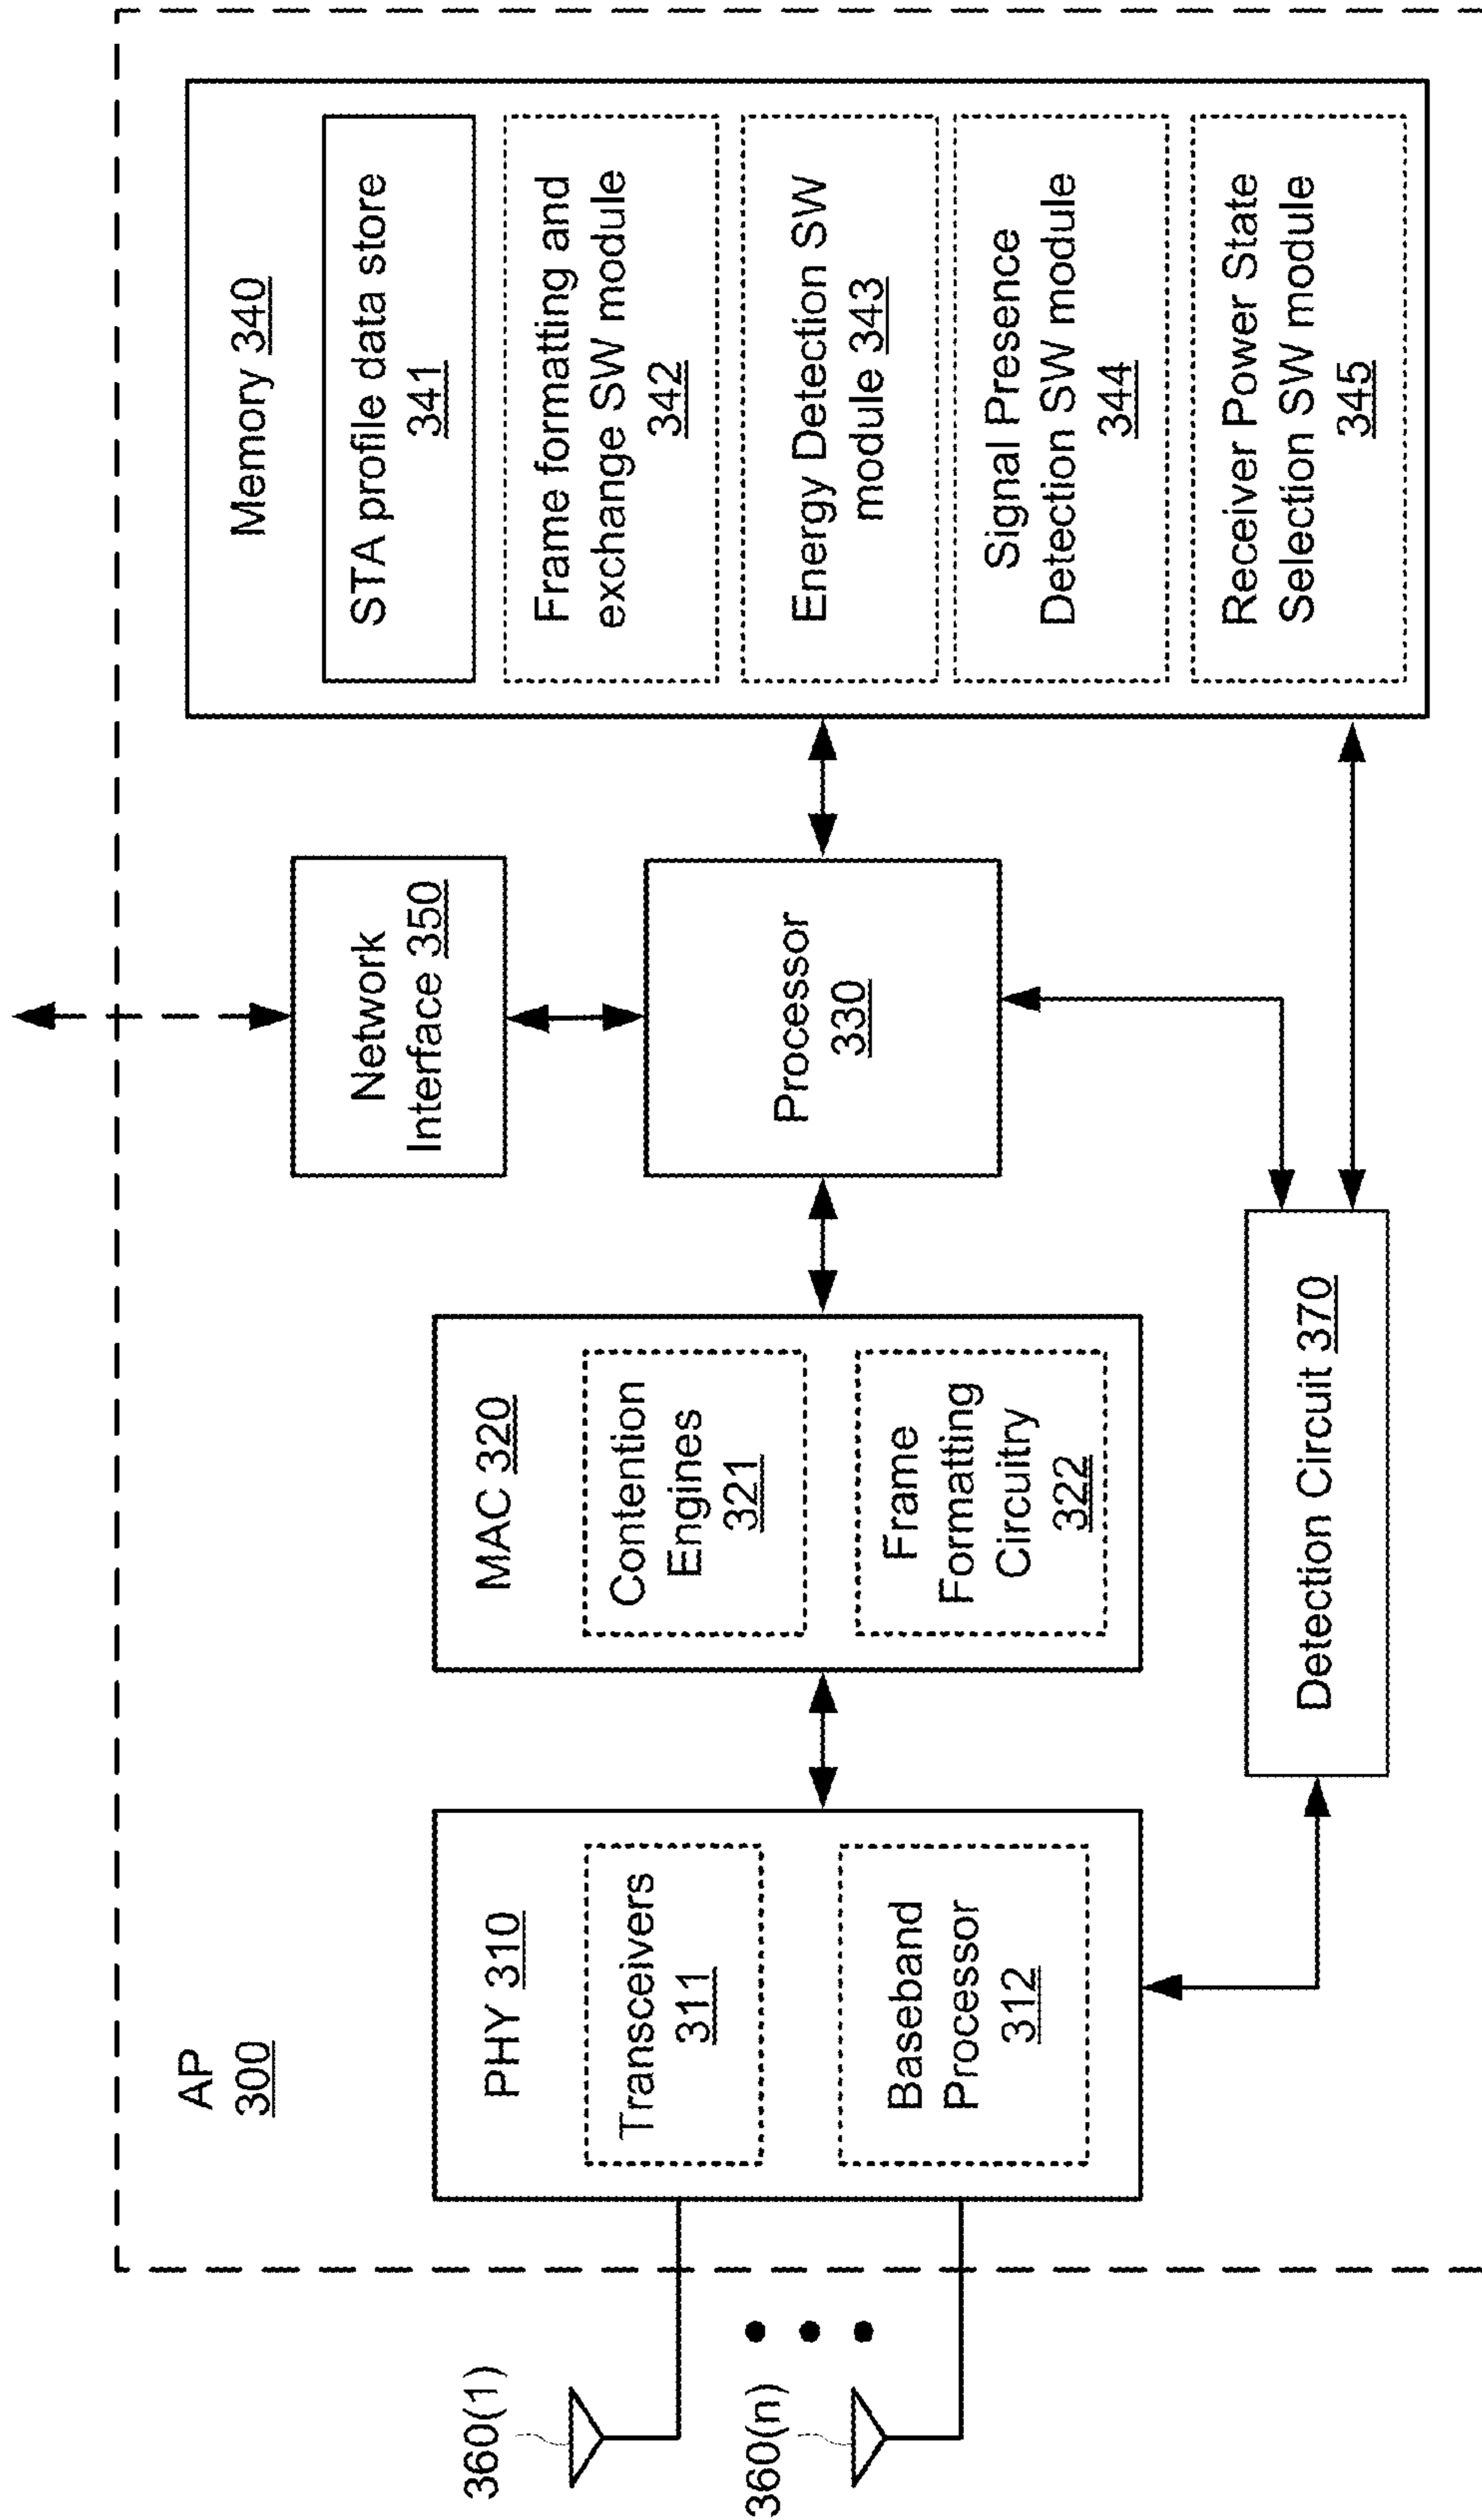 AP
300
360(1)
360(n)
PHY 310
Transceivers
311
Baseband
Processor
312
MAC 320
Contention
Engines
321
Frame
Formatting
Circuitry
322
Network
Interface 350
Processor
330
Detection Circuit 370
Memory 340
STA profile data store
341
Frame formatting and
exchange SW module
342
Energy Detection SW
module 343
Signal Presence
Detection SW module
344
Receiver Power State
Selection SW module
345